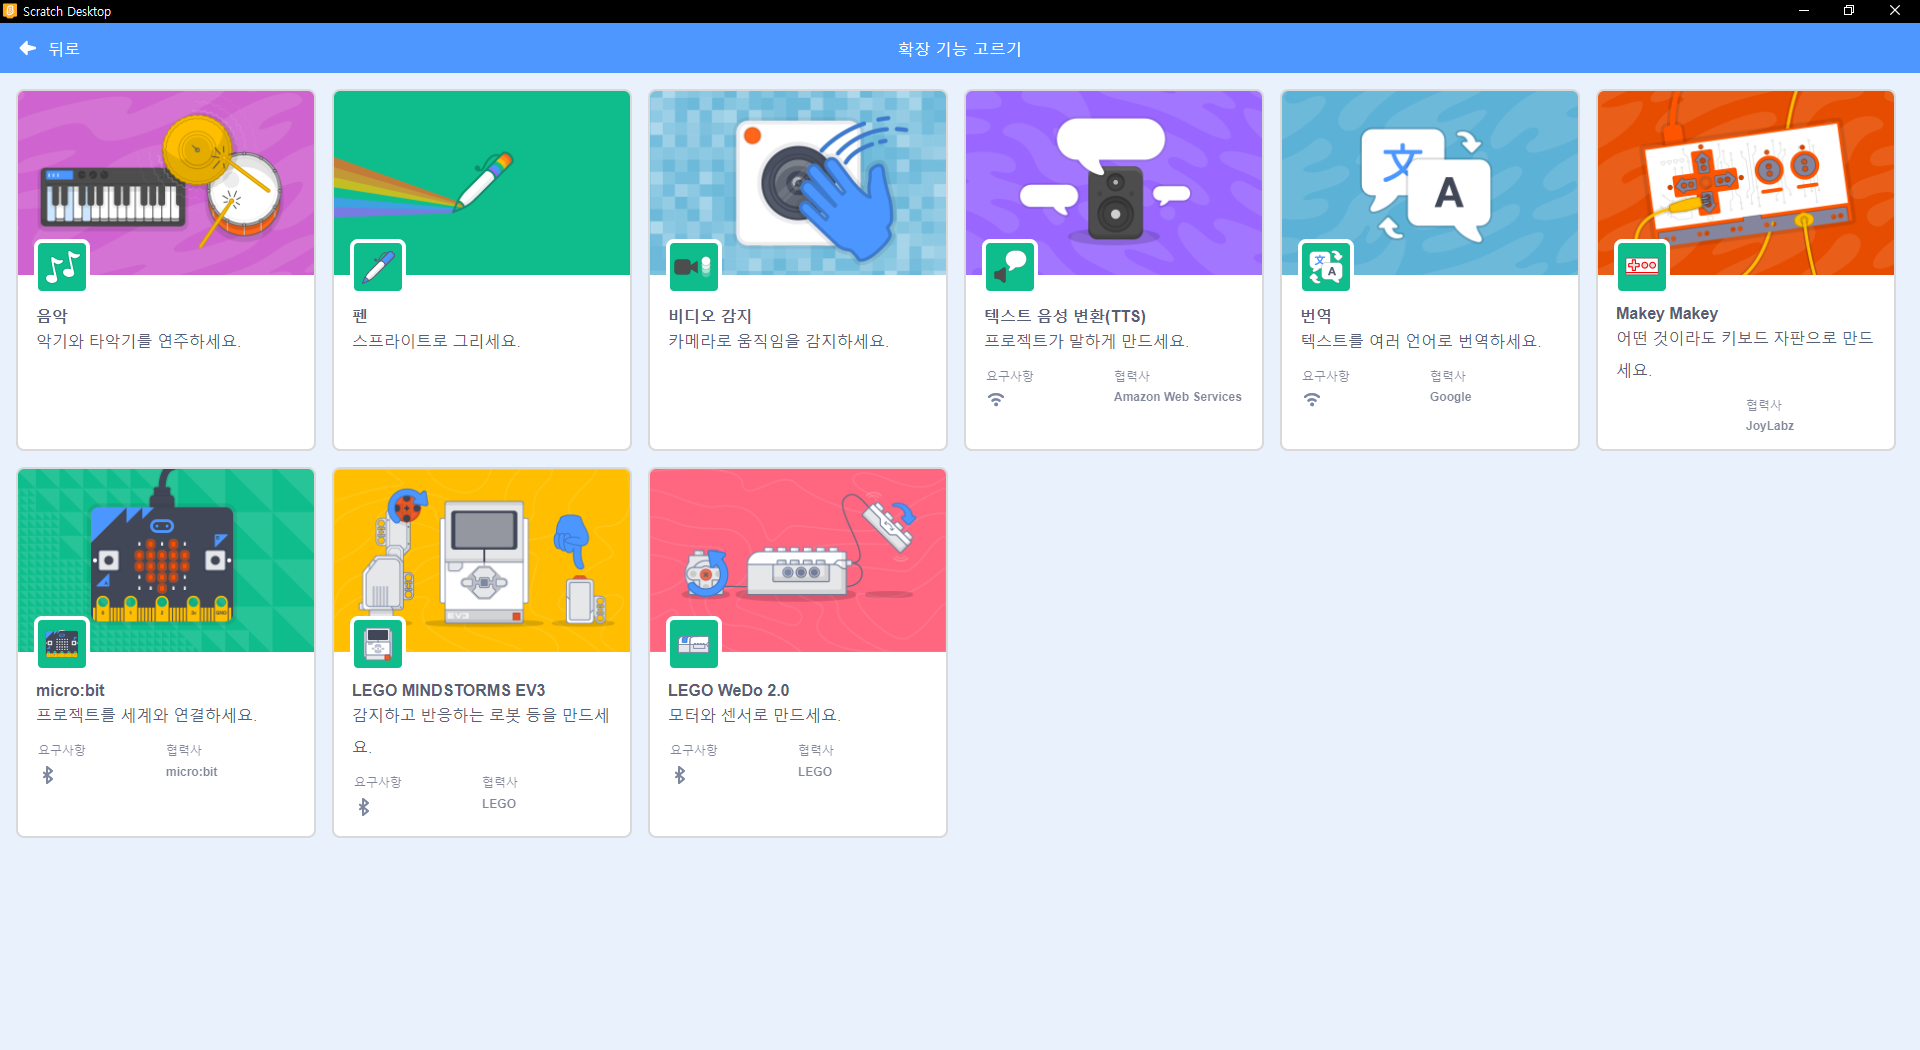 Scratch Desktop
뒤로
확장 기능 고르기
음악
악기와 타악기를 연주하세요.
펜
스프라이트로 그리세요.
비디오 감지
카메라로 움직임을 감지하세요.
텍스트 음성 변환(TTS)
프로젝트가 말하게 만드세요.
요구사항
협력사
Amazon Web Services
文
A
文
A
번역
텍스트를 여러 언어로 번역하세요.
요구사항
협력사
Google
Makey Makey
어떤 것이라도 키보드 자판으로 만드
세요.
협력사
JoyLabz
0
1
2
3V
GND
micro:bit
프로젝트를 세계와 연결하세요.
요구사항
협력사
micro:bit
EV3
LEGO MINDSTORMS EV3
감지하고 반응하는 로봇 등을 만드세
요.
요구사항
협력사
LEGO
LEGO WeDo 2.0
모터와 센서로 만드세요.
요구사항
협력사
LEGO